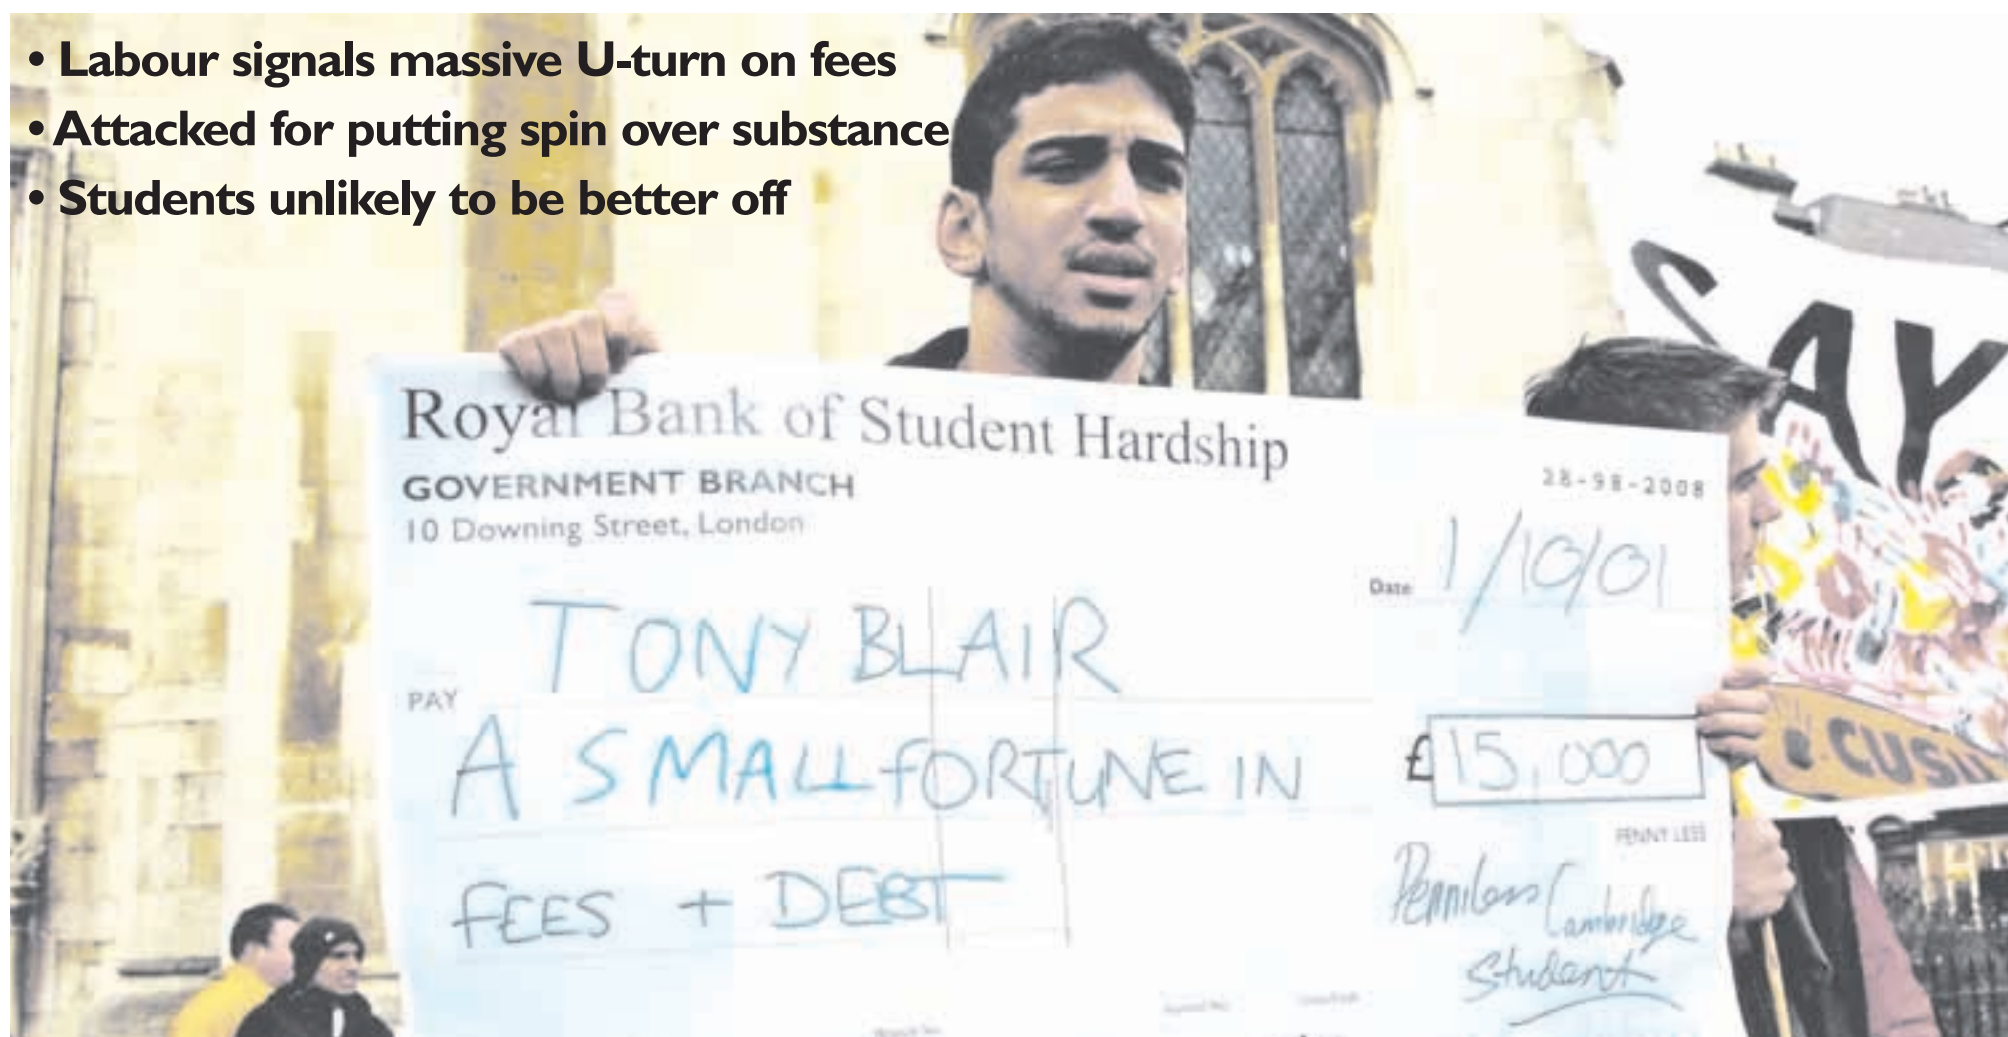 • Labour signals massive U-turn on fees
• Attacked for putting spin over substance
• Students unlikely to be better off
SAY
Royal Bank of Student Hardship
GOVERNMENT BRANCH
10 Downing Street, London
28-98-2008
Date 1/10/01
TONY BLAIR
PAY
A SMALL FORTUNE IN
£15,000
FEES + DEBT
PENNY LESS
Penniless Cambridge
Student